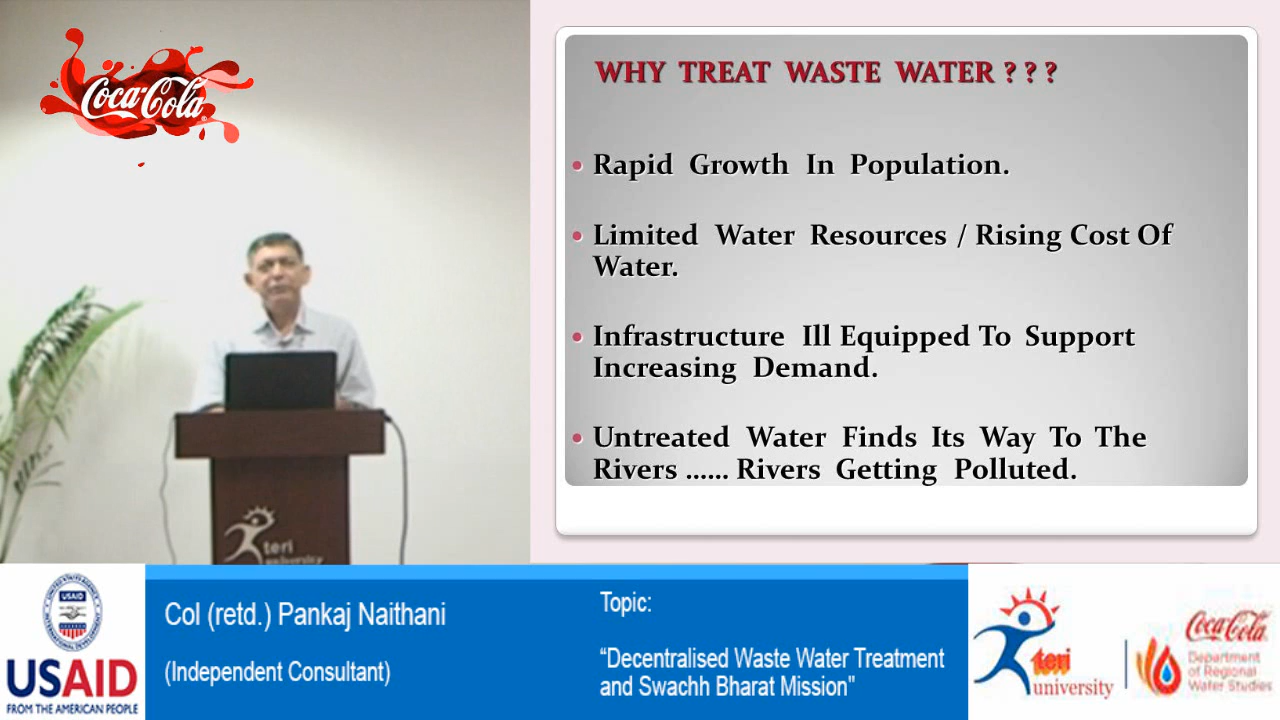 Coca-Cola
WHY TREAT WASTE WATER ? ? ?
Rapid Growth In Population.
Limited Water Resources / Rising Cost Of
Water.
Infrastructure Ill Equipped To Support
Increasing Demand.
Untreated Water Finds Its Way To The
Rivers ...... Rivers Getting Polluted.
teri
university
USAID
USAID
FROM THE AMERICAN PEOPLE
Col (retd.) Pankaj Naithani
(Independent Consultant)
Topic:
“Decentralised Waste Water Treatment
and Swachh Bharat Mission"
teri
university
Coca-Cola
Department
of Regional
Water Studies